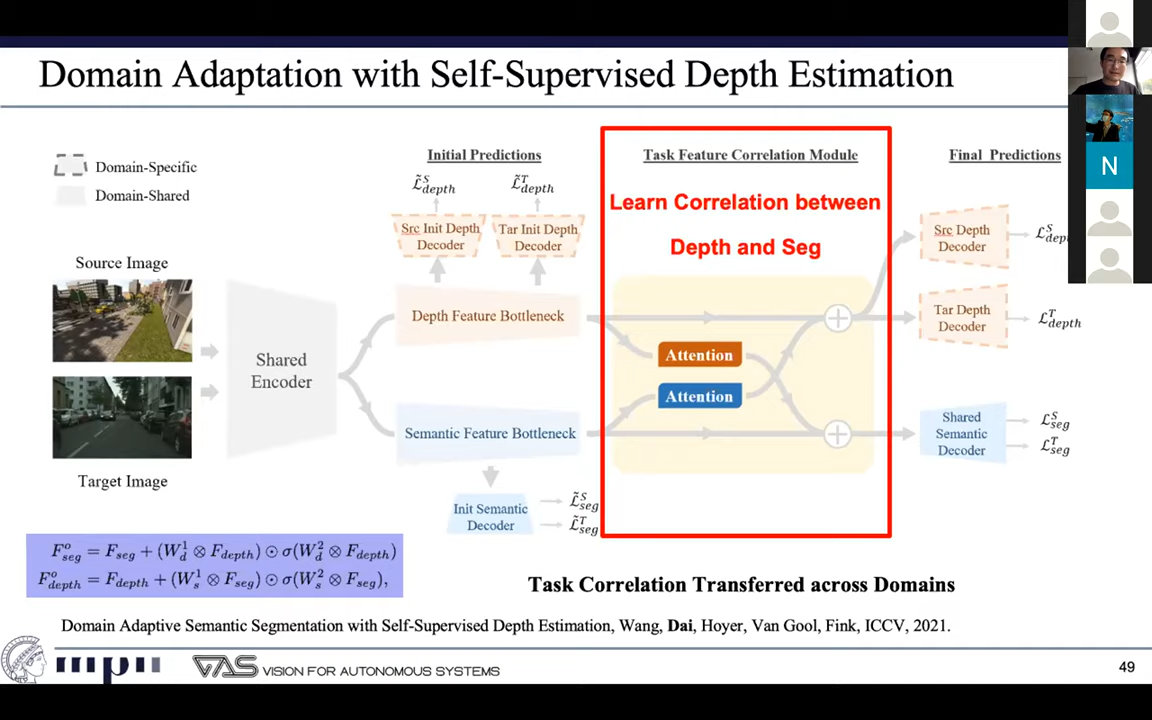 Domain Adaptation with Self-Supervised Depth Estimation
Domain-Specific
Domain-Shared
Source Image
Target Image
Shared
Encoder
Initial Predictions
L̃^S_depth
L̃^T_depth
Src Init Depth
Decoder
Tar Init Depth
Decoder
Depth Feature Bottleneck
Semantic Feature Bottleneck
Init Semantic
Decoder
L̃^S_seg
L̃^T_seg
Task Feature Correlation Module
Learn Correlation between
Depth and Seg
Attention
Attention
Final Predictions
Src Depth
Decoder
L^S_dep
Tar Depth
Decoder
L^T_depth
Shared
Semantic
Decoder
L^S_seg
L^T_seg
N
F^o_seg = F_seg + (W^1_d ⊗ F_depth) ⊙ σ(W^2_d ⊗ F_depth)
F^o_depth = F_depth + (W^1_s ⊗ F_seg) ⊙ σ(W^2_s ⊗ F_seg),
Task Correlation Transferred across Domains
Domain Adaptive Semantic Segmentation with Self-Supervised Depth Estimation, Wang, Dai, Hoyer, Van Gool, Fink, ICCV, 2021.
mpii
VAS VISION FOR AUTONOMOUS SYSTEMS
49